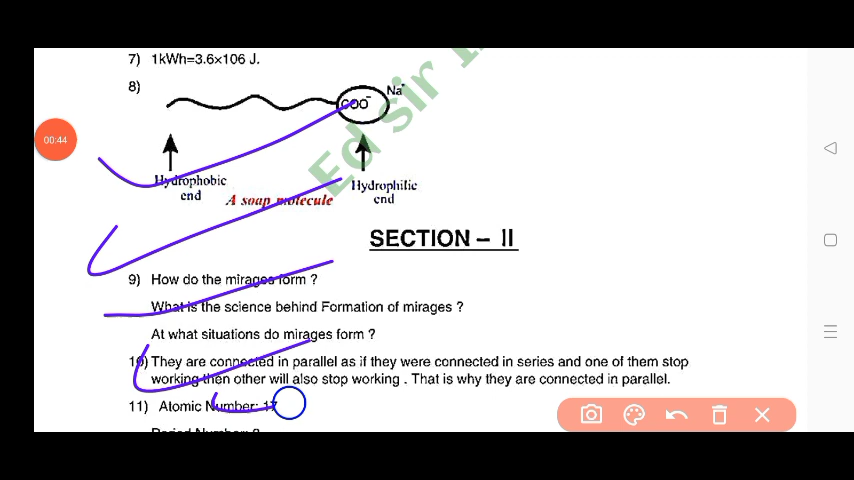 7) 1kWh=3.6×106 J.
8)
COO⁻ Na⁺
00:44
Hydrophobic end
Hydrophilic end
A soap molecule
Ed Sir
SECTION – II
9) How do the mirages form ?
What is the science behind Formation of mirages ?
At what situations do mirages form ?
10) They are connected in parallel as if they were connected in series and one of them stop
working then other will also stop working . That is why they are connected in parallel.
11) Atomic Number: 17